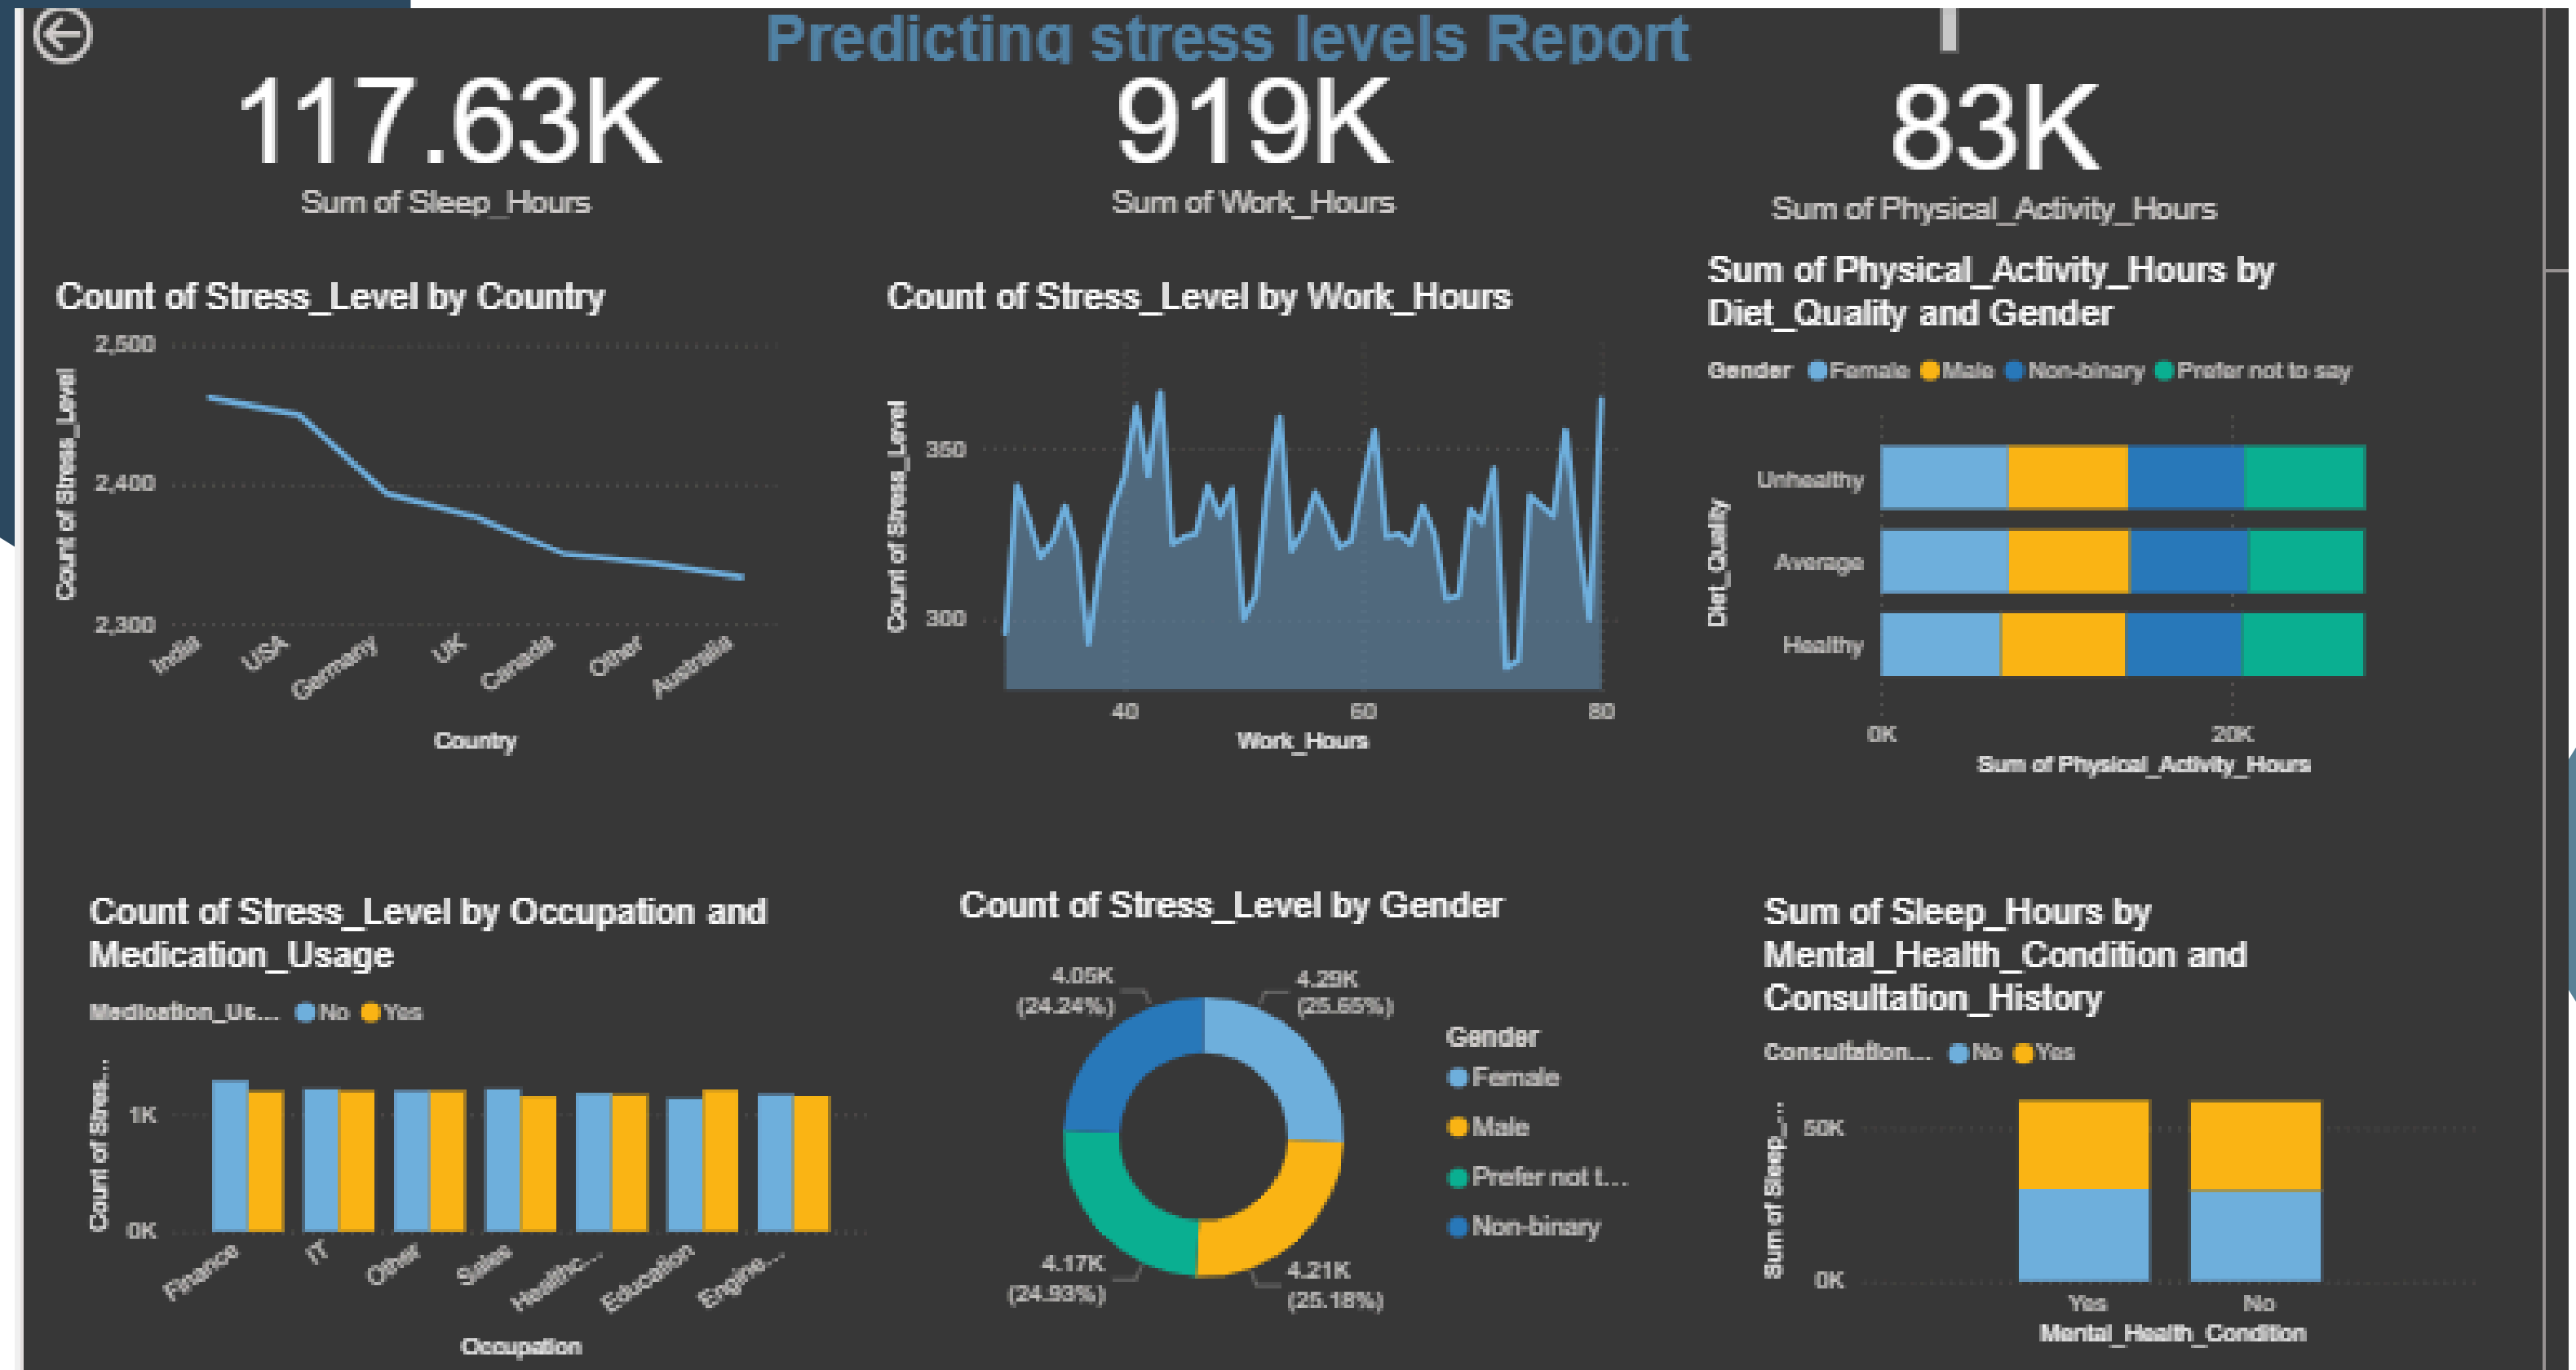 Predicting stress levels Report
117.63K
Sum of Sleep_Hours
919K
Sum of Work_Hours
83K
Sum of Physical_Activity_Hours
Count of Stress_Level by Country
Count of Stress_Level
2,500
2,400
2,300
India
USA
Germany
UK
Canada
Other
Australia
Country
Count of Stress_Level by Work_Hours
Count of Stress_Level
350
300
40
60
80
Work_Hours
Sum of Physical_Activity_Hours by
Diet_Quality and Gender
Gender Female Male Non-binary Prefer not to say
Diet_Quality
Unhealthy
Average
Healthy
0K
20K
Sum of Physical_Activity_Hours
Count of Stress_Level by Occupation and
Medication_Usage
Medication_Us... No Yes
Count of Stres...
1K
0K
Finance
IT
Other
Sales
Healthc...
Education
Engine...
Occupation
Count of Stress_Level by Gender
4.05K
(24.24%)
4.29K
(25.65%)
4.17K
(24.93%)
4.21K
(25.18%)
Gender
Female
Male
Prefer not t...
Non-binary
Sum of Sleep_Hours by
Mental_Health_Condition and
Consultation_History
Consultation... No Yes
Sum of Sleep_...
50K
0K
Yes
No
Mental_Health_Condition